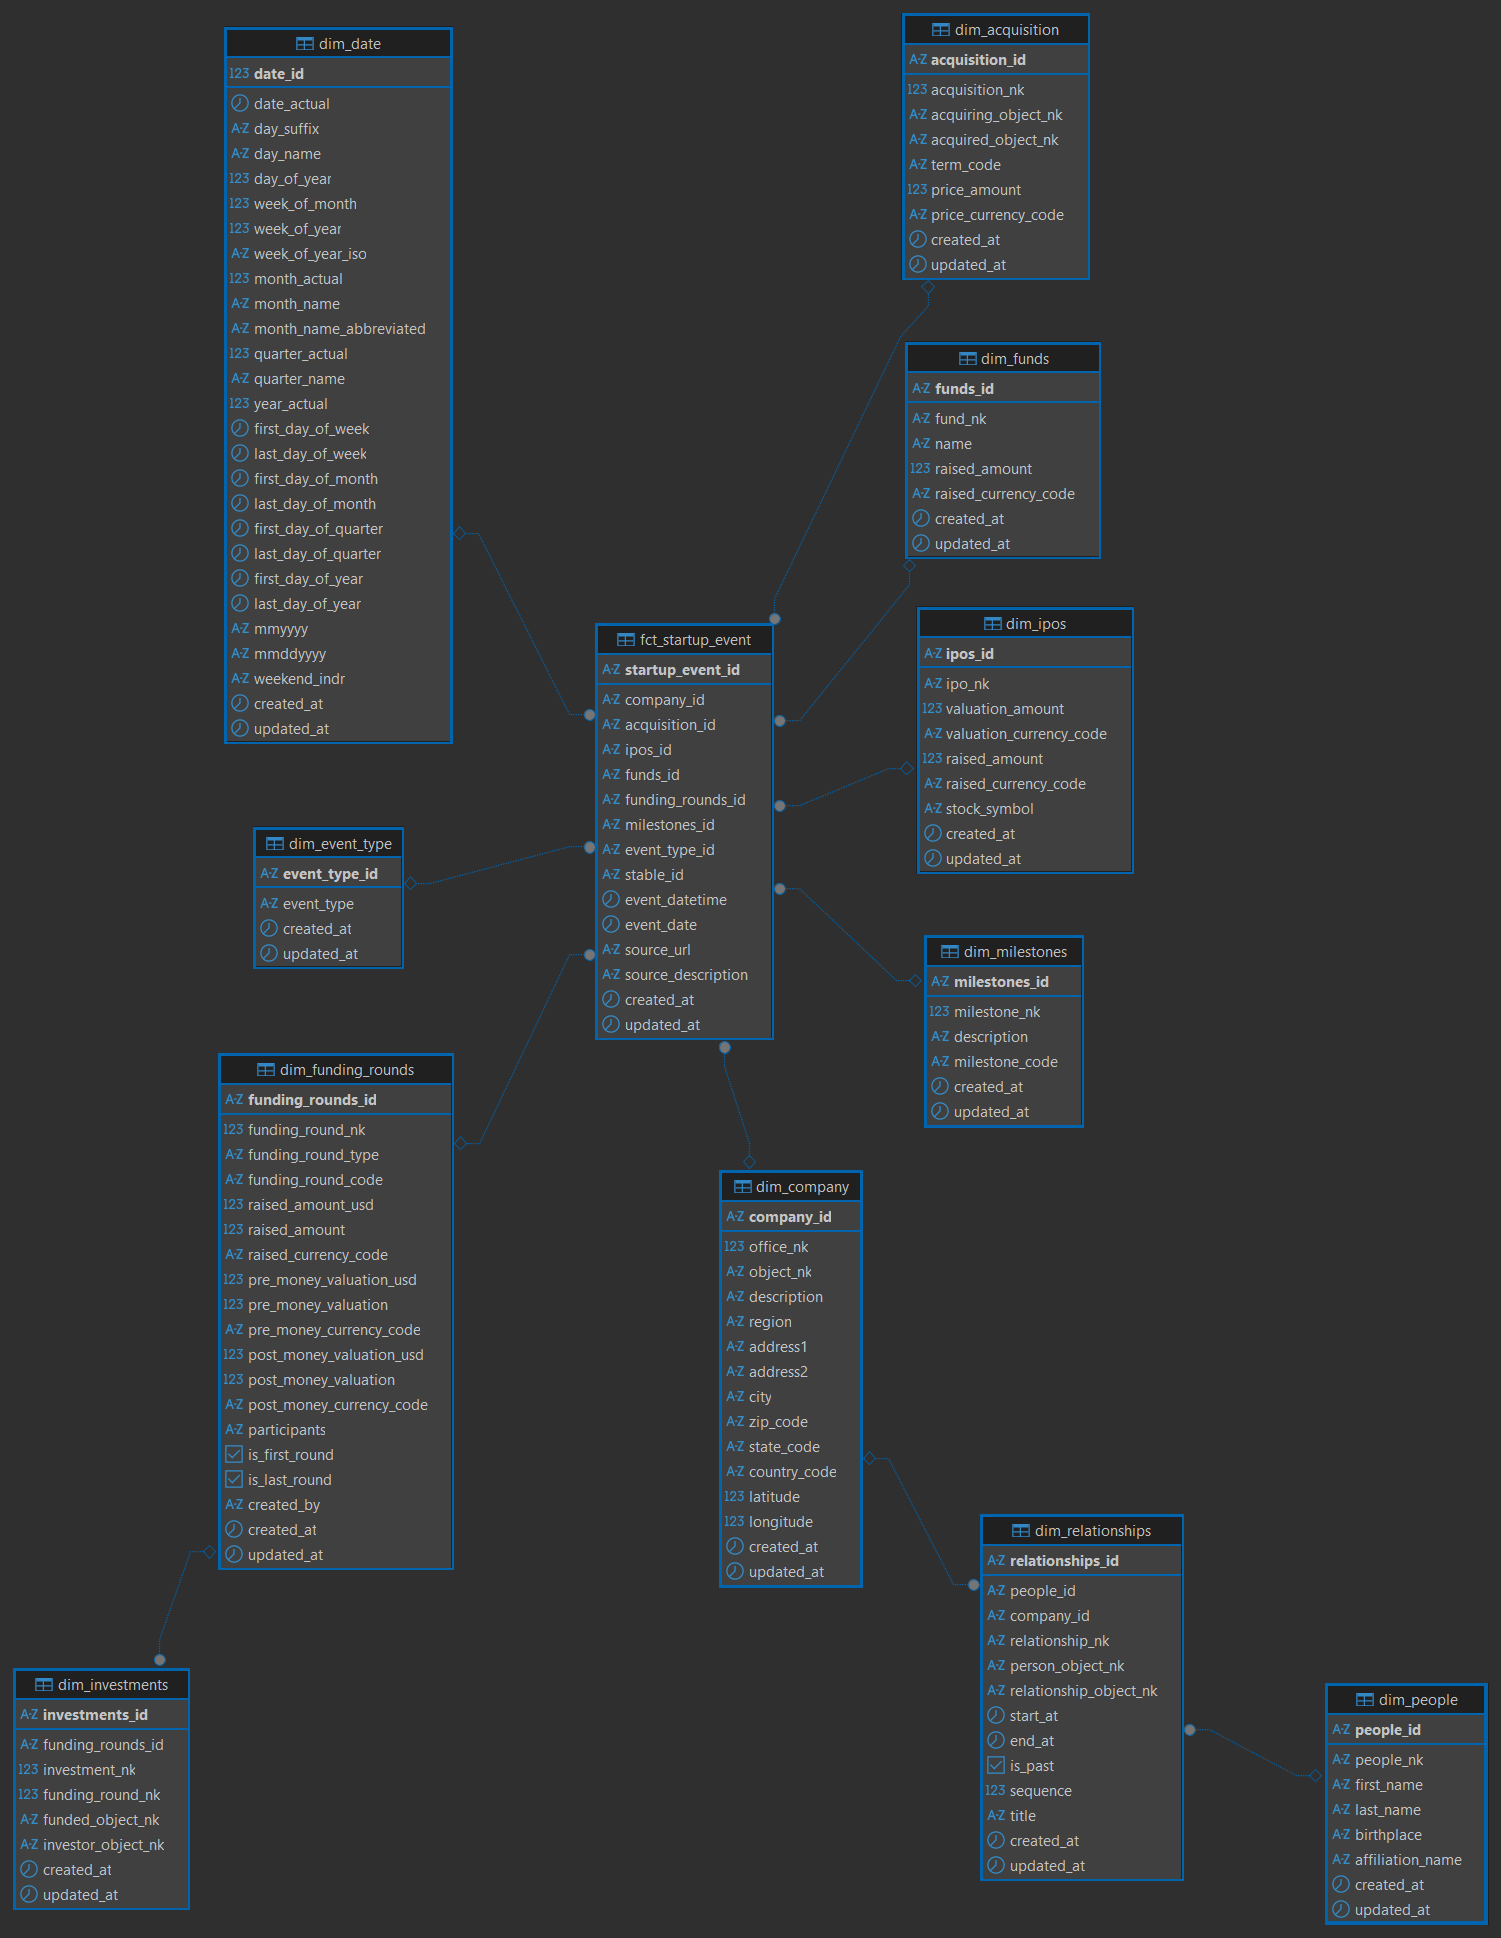 dim_date
123 date_id
date_actual
A-Z day_suffix
A-Z day_name
123 day_of_year
123 week_of_month
123 week_of_year
A-Z week_of_year_iso
123 month_actual
A-Z month_name
A-Z month_name_abbreviated
123 quarter_actual
A-Z quarter_name
123 year_actual
first_day_of_week
last_day_of_week
first_day_of_month
last_day_of_month
first_day_of_quarter
last_day_of_quarter
first_day_of_year
last_day_of_year
A-Z mmyyyy
A-Z mmddyyyy
A-Z weekend_indr
created_at
updated_at
dim_acquisition
A-Z acquisition_id
123 acquisition_nk
A-Z acquiring_object_nk
A-Z acquired_object_nk
A-Z term_code
123 price_amount
A-Z price_currency_code
created_at
updated_at
dim_funds
A-Z funds_id
A-Z fund_nk
A-Z name
123 raised_amount
A-Z raised_currency_code
created_at
updated_at
dim_ipos
A-Z ipos_id
A-Z ipo_nk
123 valuation_amount
A-Z valuation_currency_code
123 raised_amount
A-Z raised_currency_code
A-Z stock_symbol
created_at
updated_at
fct_startup_event
A-Z startup_event_id
A-Z company_id
A-Z acquisition_id
A-Z ipos_id
A-Z funds_id
A-Z funding_rounds_id
A-Z milestones_id
A-Z event_type_id
A-Z stable_id
event_datetime
event_date
A-Z source_url
A-Z source_description
created_at
updated_at
dim_event_type
A-Z event_type_id
A-Z event_type
created_at
updated_at
dim_milestones
A-Z milestones_id
123 milestone_nk
A-Z description
A-Z milestone_code
created_at
updated_at
dim_funding_rounds
A-Z funding_rounds_id
123 funding_round_nk
A-Z funding_round_type
A-Z funding_round_code
123 raised_amount_usd
123 raised_amount
A-Z raised_currency_code
123 pre_money_valuation_usd
123 pre_money_valuation
A-Z pre_money_currency_code
123 post_money_valuation_usd
123 post_money_valuation
A-Z post_money_currency_code
A-Z participants
is_first_round
is_last_round
A-Z created_by
created_at
updated_at
dim_company
A-Z company_id
123 office_nk
A-Z object_nk
A-Z description
A-Z region
A-Z address1
A-Z address2
A-Z city
A-Z zip_code
A-Z state_code
A-Z country_code
123 latitude
123 longitude
created_at
updated_at
dim_relationships
A-Z relationships_id
A-Z people_id
A-Z company_id
A-Z relationship_nk
A-Z person_object_nk
A-Z relationship_object_nk
start_at
end_at
is_past
123 sequence
A-Z title
created_at
updated_at
dim_investments
A-Z investments_id
A-Z funding_rounds_id
123 investment_nk
123 funding_round_nk
A-Z funded_object_nk
A-Z investor_object_nk
created_at
updated_at
dim_people
A-Z people_id
A-Z people_nk
A-Z first_name
A-Z last_name
A-Z birthplace
A-Z affiliation_name
created_at
updated_at